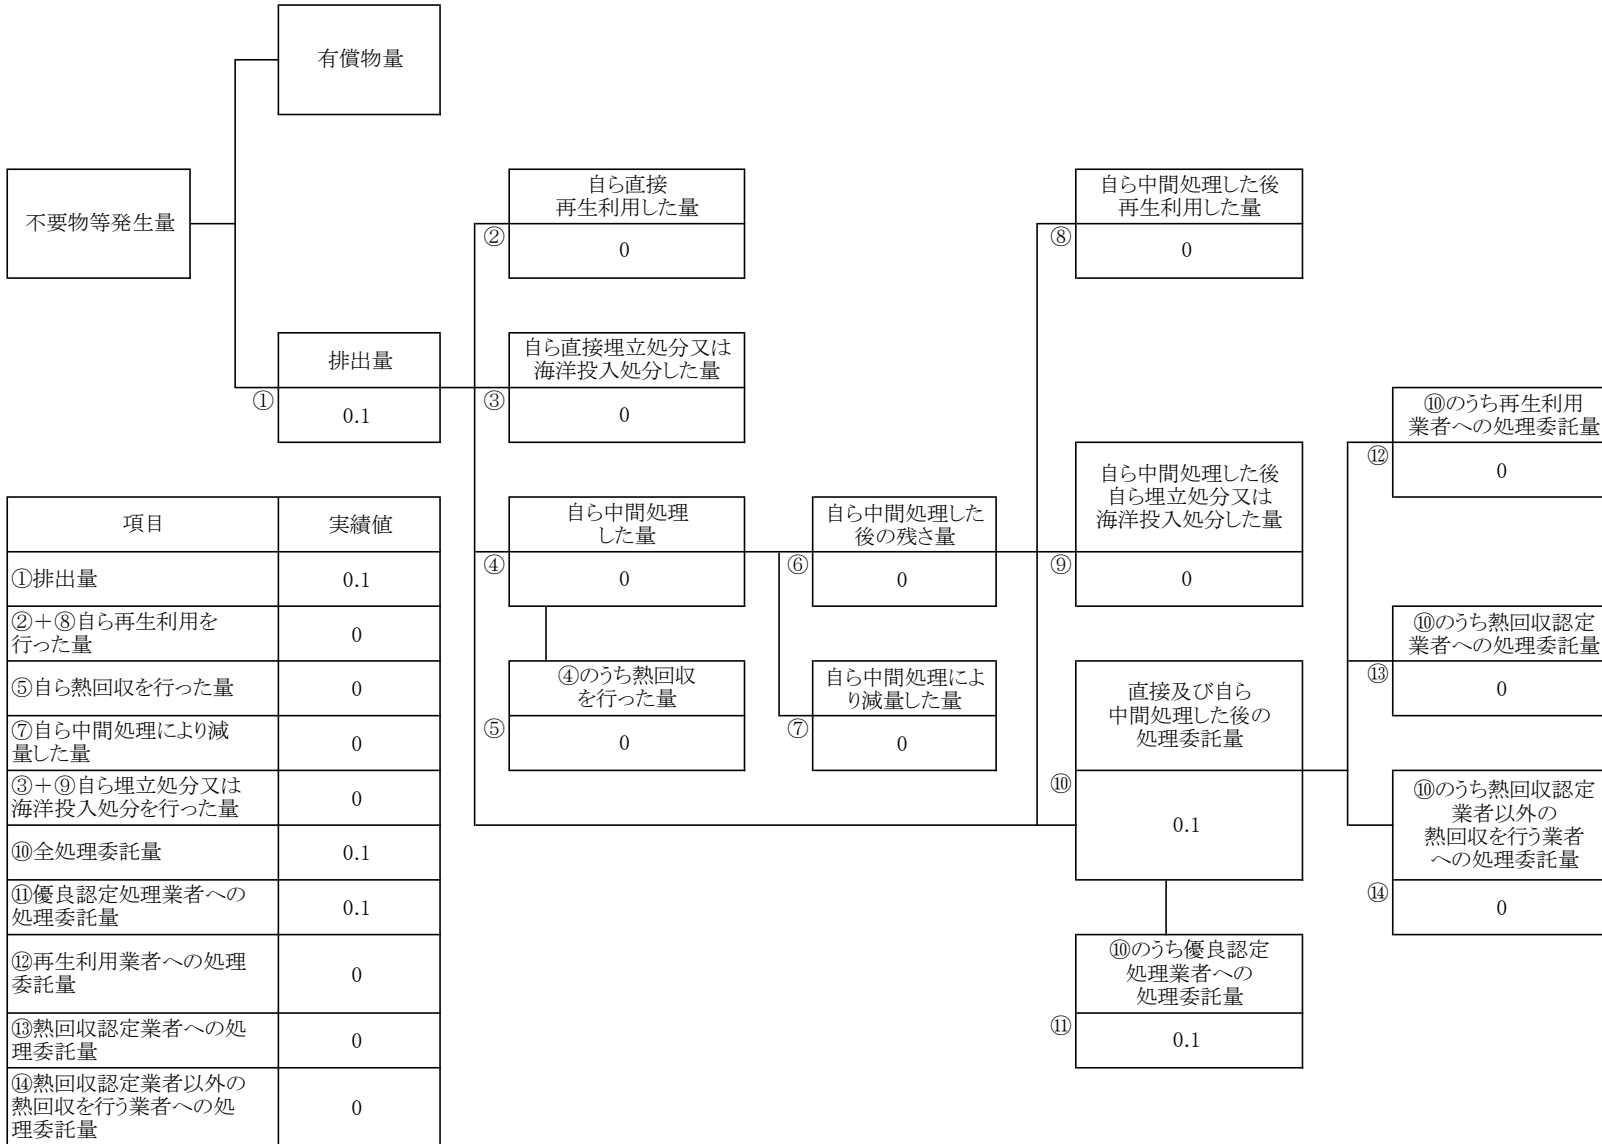 有償物量
不要物等発生量
自ら直接
再生利用した量
②
0
自ら中間処理した後
再生利用した量
⑧
0
排出量
①
0.1
自ら直接埋立処分又は
海洋投入処分した量
③
0
⑩のうち再生利用
業者への処理委託量
⑫
0
自ら中間処理
した量
④
0
自ら中間処理した
後の残さ量
⑥
0
自ら中間処理した後
自ら埋立処分又は
海洋投入処分した量
⑨
0
⑩のうち熱回収認定
業者への処理委託量
⑬
0
④のうち熱回収
を行った量
⑤
0
自ら中間処理によ
り減量した量
⑦
0
直接及び自ら
中間処理した後の
処理委託量
⑩
0.1
⑩のうち熱回収認定
業者以外の
熱回収を行う業者
への処理委託量
⑭
0
⑩のうち優良認定
処理業者への
処理委託量
⑪
0.1
項目
実績値
①排出量
0.1
②+⑧自ら再生利用を
行った量
0
⑤自ら熱回収を行った量
0
⑦自ら中間処理により減
量した量
0
③+⑨自ら埋立処分又は
海洋投入処分を行った量
0
⑩全処理委託量
0.1
⑪優良認定処理業者への
処理委託量
0.1
⑫再生利用業者への処理
委託量
0
⑬熱回収認定業者への処
理委託量
0
⑭熱回収認定業者以外の
熱回収を行う業者への処
理委託量
0